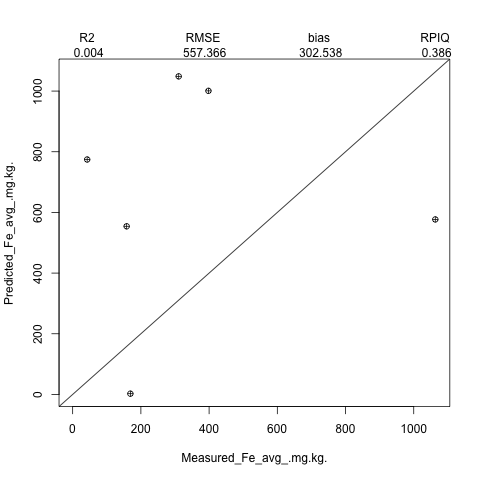 R2 RMSE bias RPIQ
0.004 557.366 302.538 0.386
Predicted_Fe_avg_.mg.kg.
1000
800
600
400
200
0
0 200 400 600 800 1000
Measured_Fe_avg_.mg.kg.